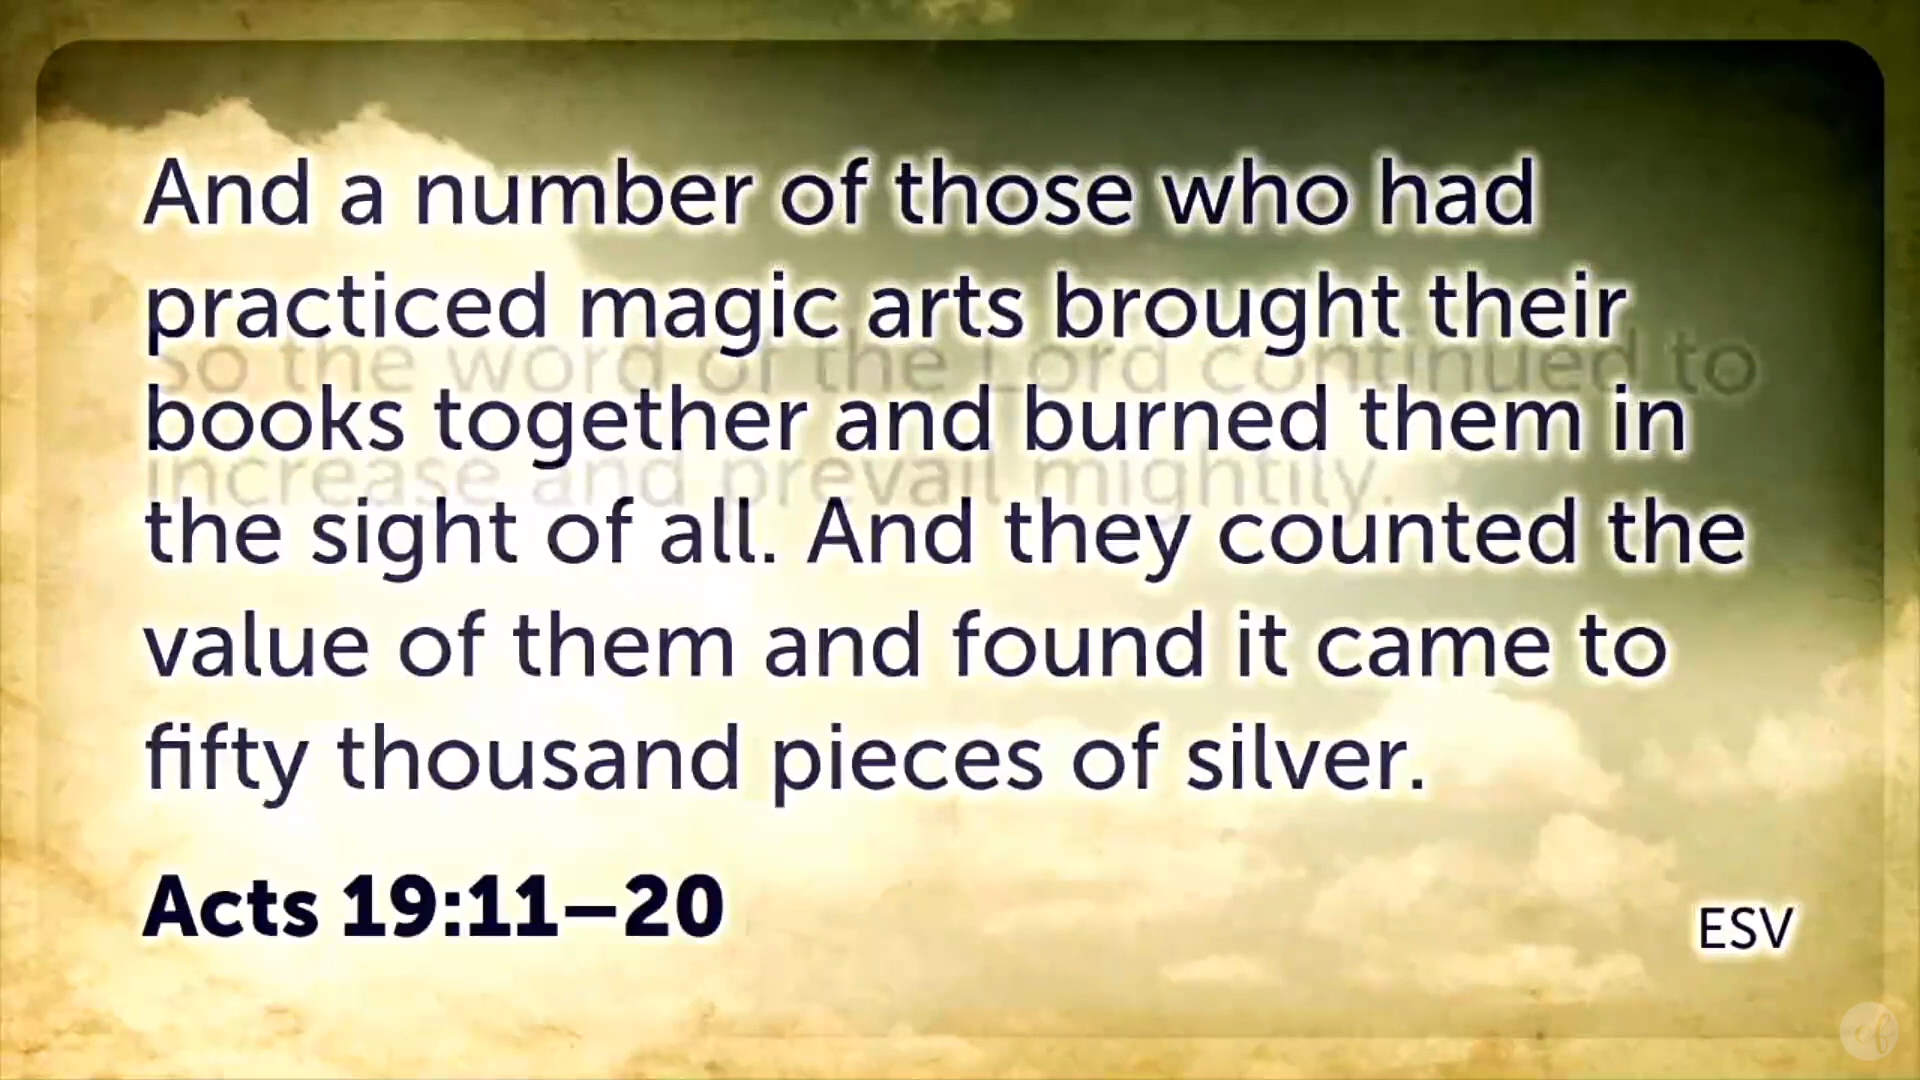 And a number of those who had
practiced magic arts brought their
So the word of the Lord continued to
books together and burned them in
increase and prevail mightily.
the sight of all. And they counted the
value of them and found it came to
fifty thousand pieces of silver.
Acts 19:11–20
ESV